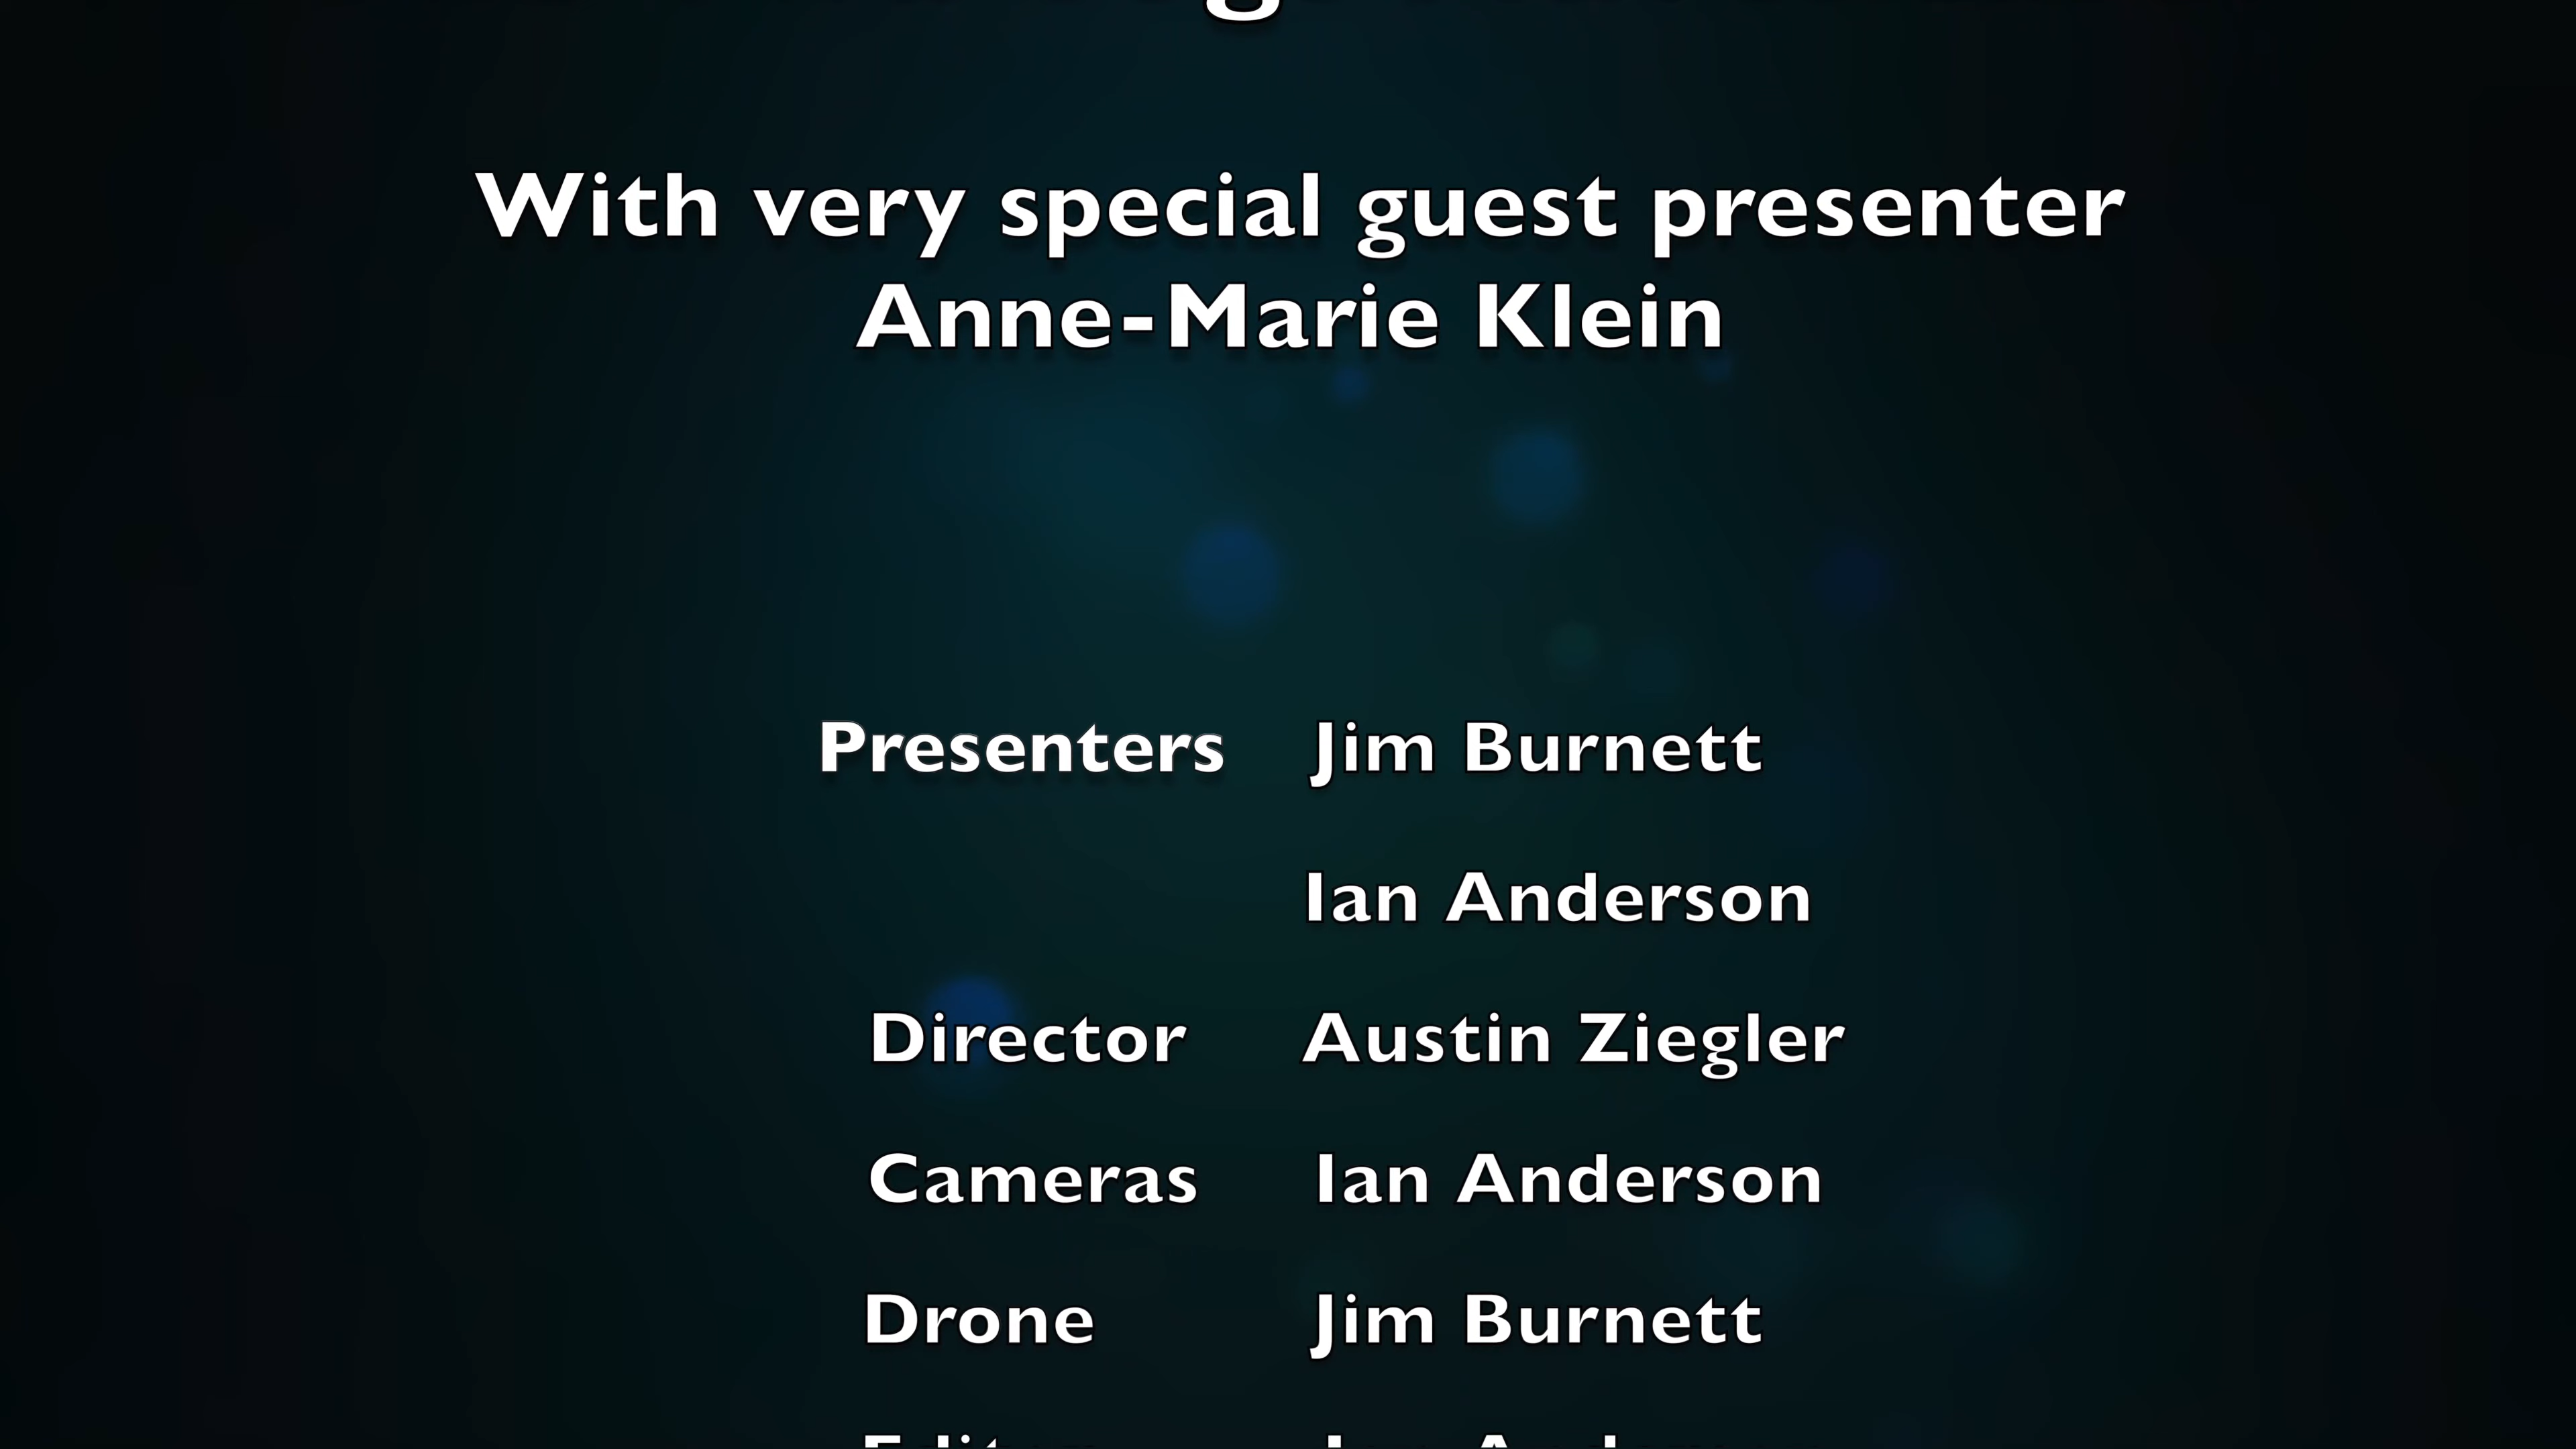 With very special guest presenter
Anne-Marie Klein
Presenters Jim Burnett
Ian Anderson
Director Austin Ziegler
Cameras Ian Anderson
Drone Jim Burnett